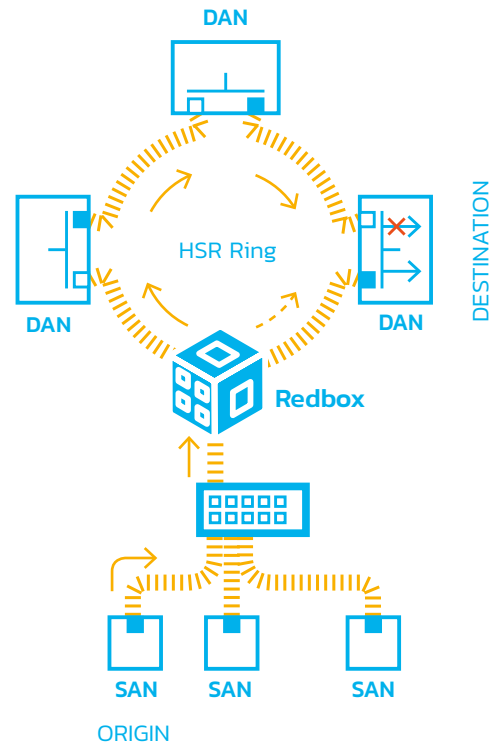 DAN
DESTINATION
HSR Ring
DAN
DAN
Redbox
SAN
SAN
SAN
ORIGIN